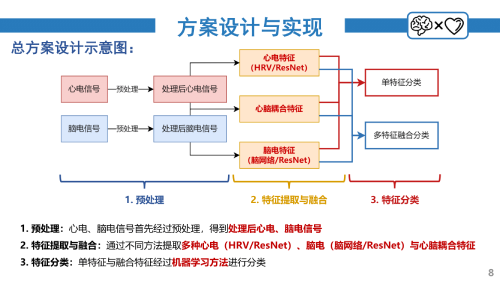 方案设计与实现
总方案设计示意图：
心电特征
（HRV/ResNet）
心电信号
预处理
处理后心电信号
单特征分类
心脑耦合特征
脑电信号
预处理
处理后脑电信号
多特征融合分类
脑电特征
（脑网络/ResNet）
1. 预处理
2. 特征提取与融合
3. 特征分类
1. 预处理：心电、脑电信号首先经过预处理，得到处理后心电、脑电信号
2. 特征提取与融合：通过不同方法提取多种心电（HRV/ResNet）、脑电（脑网络/ResNet）与心脑耦合特征
3. 特征分类：单特征与融合特征经过机器学习方法进行分类
8